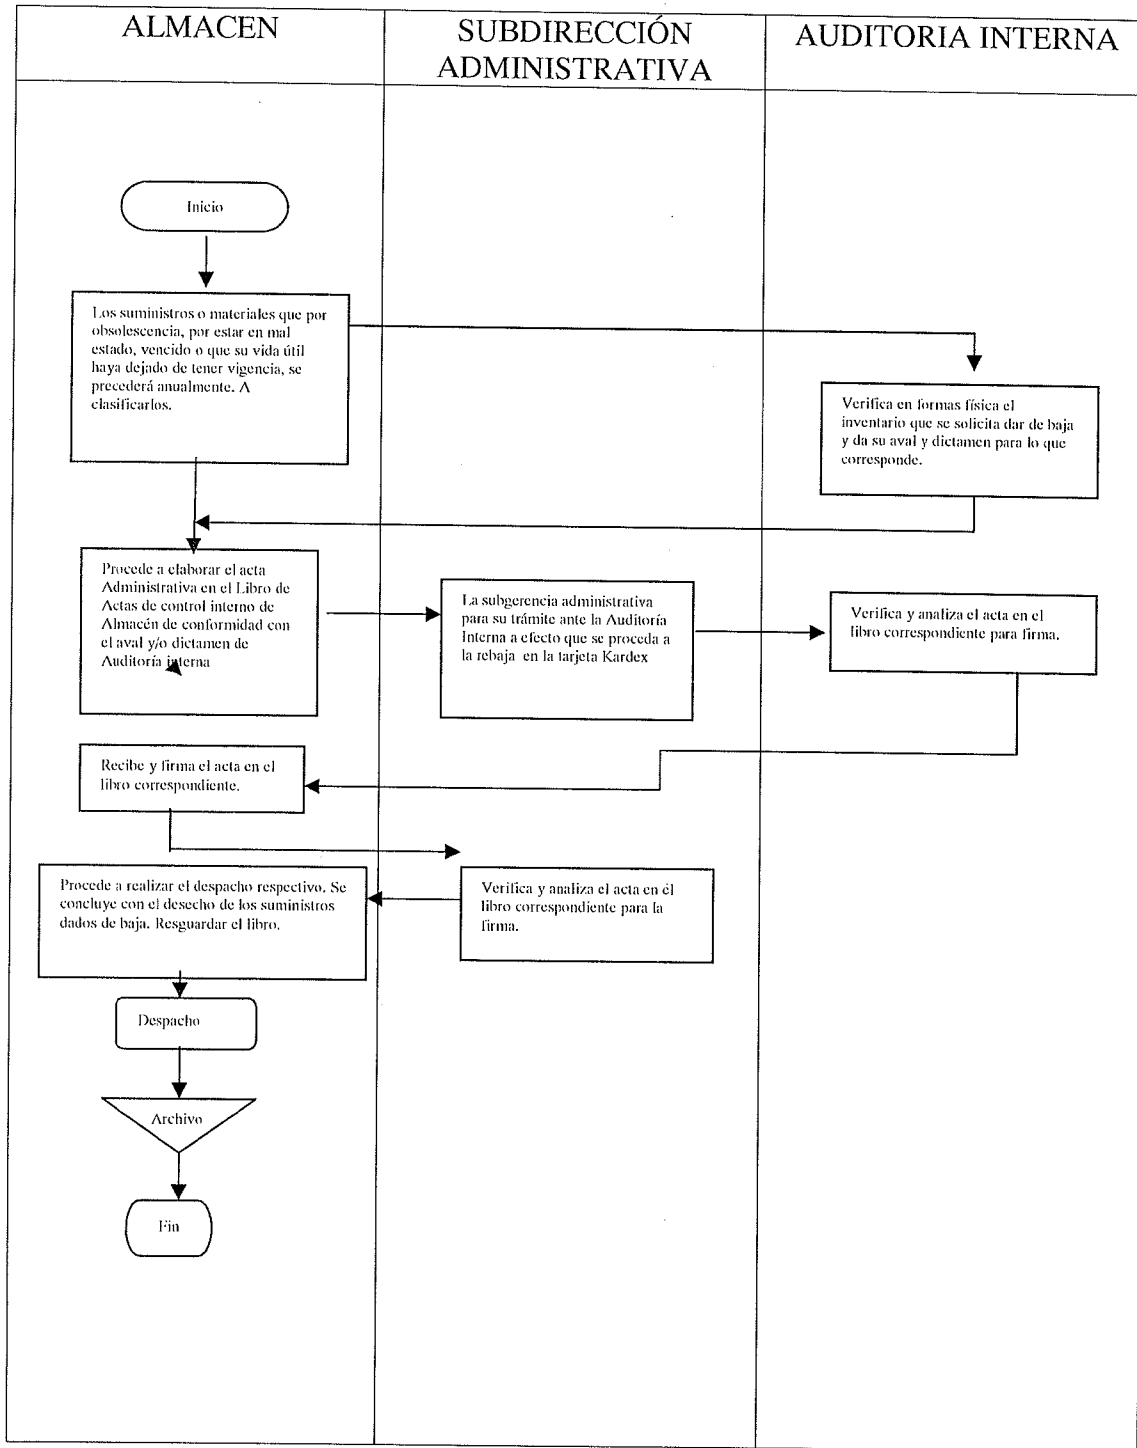 ALMACEN
SUBDIRECCIÓN
ADMINISTRATIVA
AUDITORIA INTERNA
Inicio
Los suministros o materiales que por
obsolescencia, por estar en mal
estado, vencido o que su vida útil
haya dejado de tener vigencia, se
precederá anualmente. A
clasificarlos.
Verifica en formas física el
inventario que se solicita dar de baja
y da su aval y dictamen para lo que
corresponde.
Procede a elaborar el acta
Administrativa en el Libro de
Actas de control interno de
Almacén de conformidad con
el aval y/o dictamen de
Auditoría interna
La subgerencia administrativa
para su trámite ante la Auditoría
Interna a efecto que se proceda a
la rebaja en la tarjeta Kardex
Verifica y analiza el acta en el
libro correspondiente para firma.
Recibe y firma el acta en el
libro correspondiente.
Verifica y analiza el acta en él
libro correspondiente para la
firma.
Procede a realizar el despacho respectivo. Se
concluye con el desecho de los suministros
dados de baja. Resguardar el libro.
Despacho
Archivo
Fin